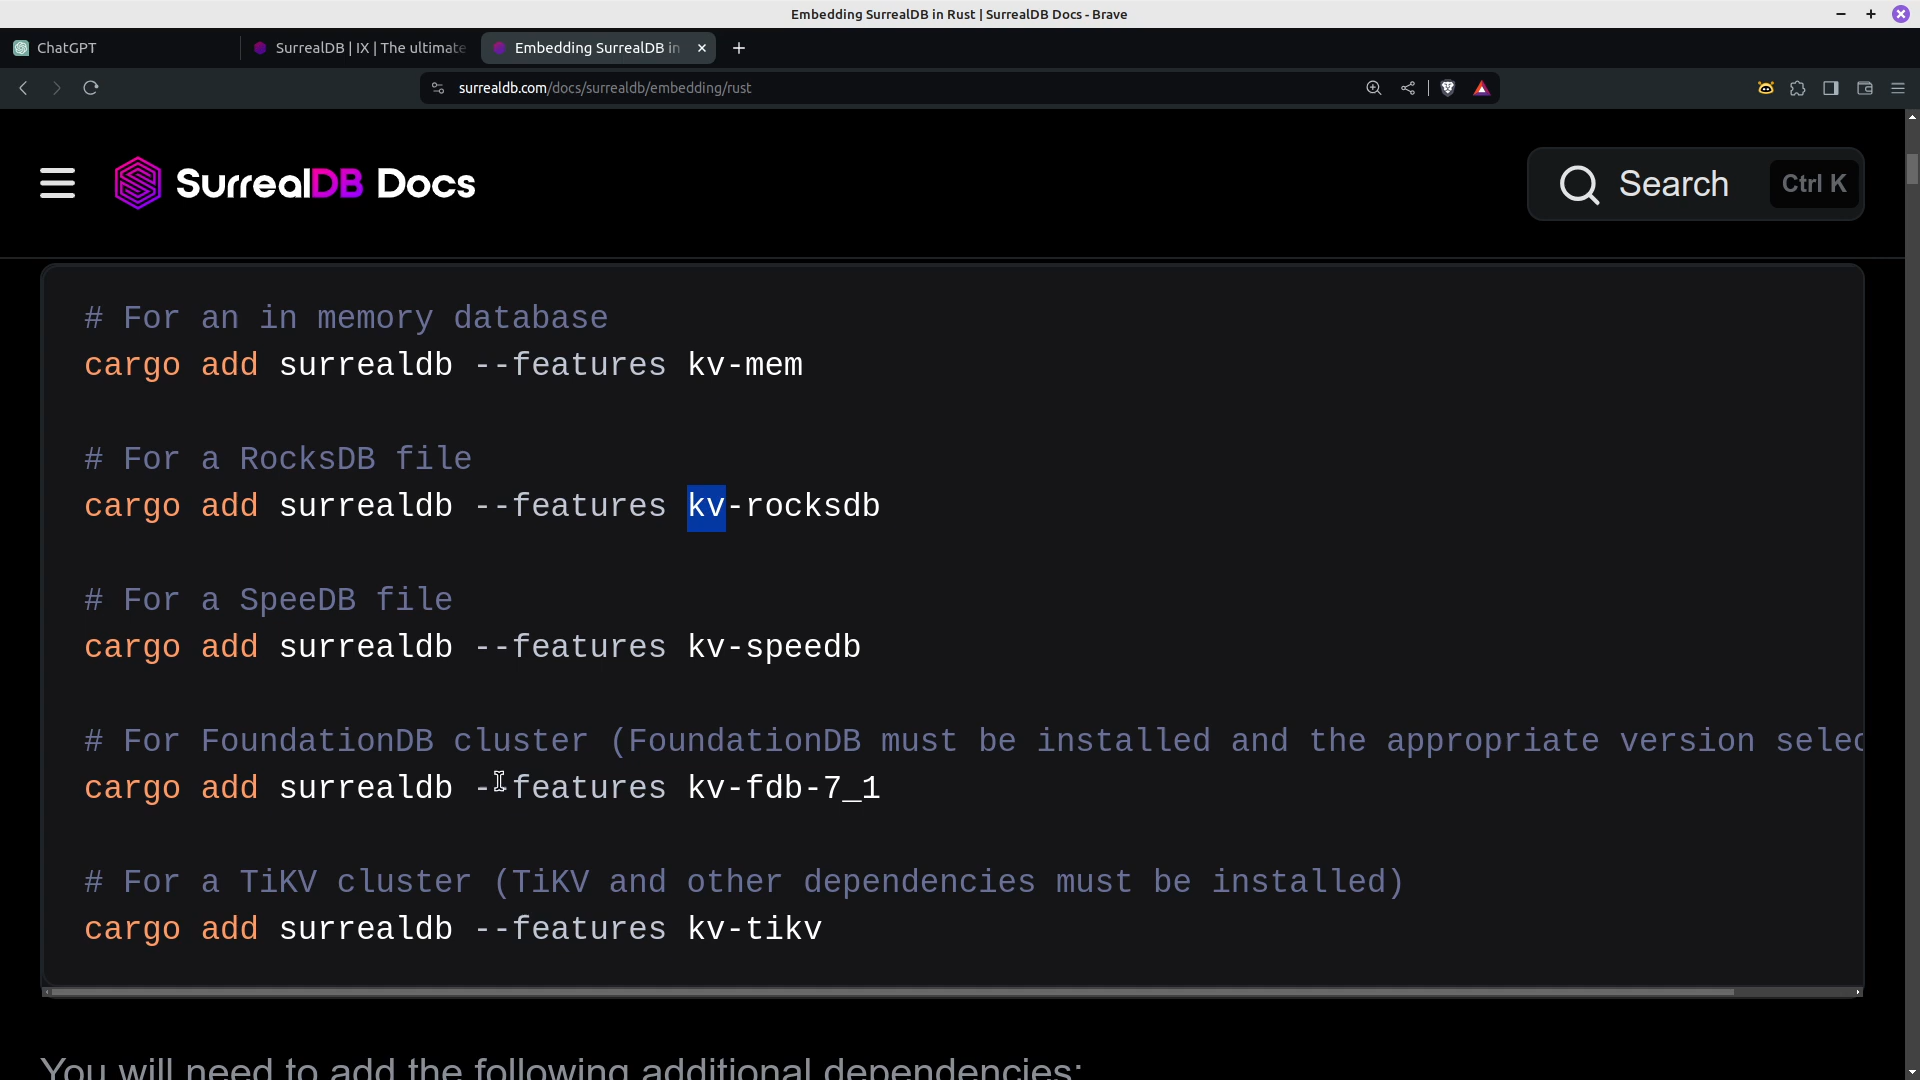 Embedding SurrealDB in Rust | SurrealDB Docs - Brave
ChatGPT
SurrealDB | IX | The ultimate
Embedding SurrealDB in
surrealdb.com/docs/surrealdb/embedding/rust
SurrealDB Docs
Search
Ctrl K
# For an in memory database
cargo add surrealdb --features kv-mem
# For a RocksDB file
cargo add surrealdb --features kv-rocksdb
# For a SpeeDB file
cargo add surrealdb --features kv-speedb
# For FoundationDB cluster (FoundationDB must be installed and the appropriate version selec
cargo add surrealdb --features kv-fdb-7_1
# For a TiKV cluster (TiKV and other dependencies must be installed)
cargo add surrealdb --features kv-tikv
You will need to add the following additional dependencies: